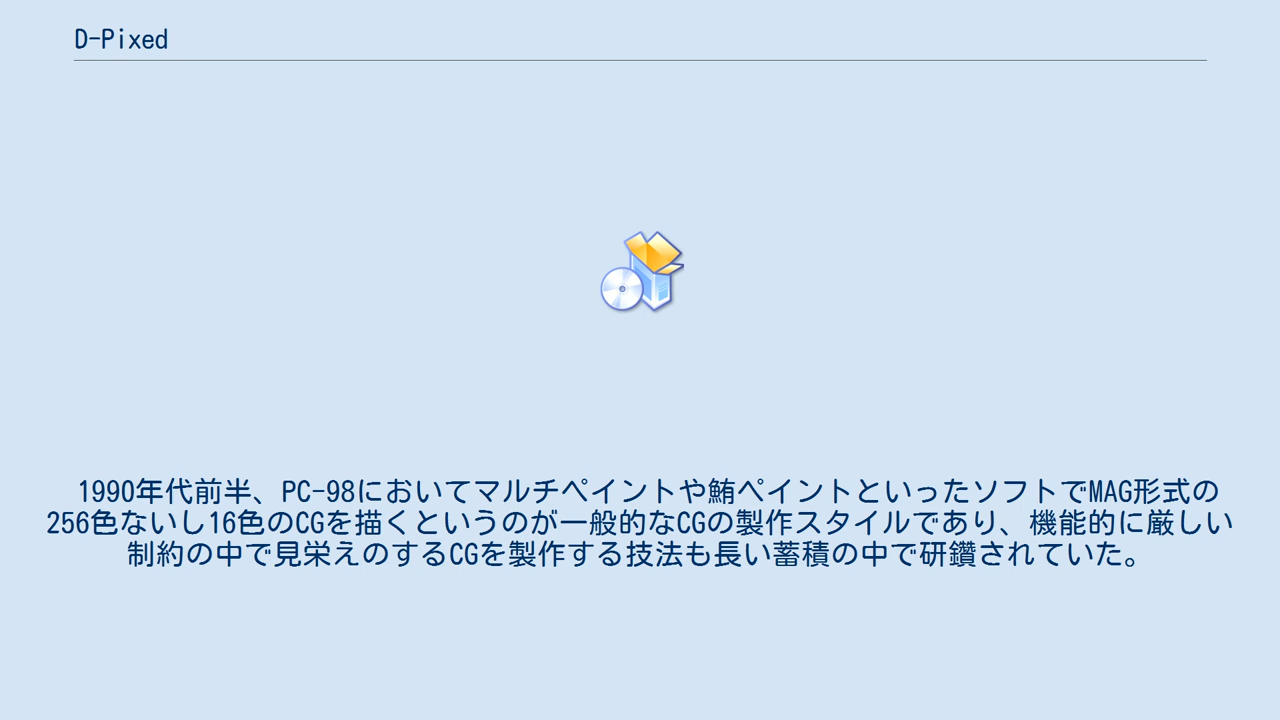 D-Pixed
1990年代前半、PC-98においてマルチペイントや鮪ペイントといったソフトでMAG形式の
256色ないし16色のCGを描くというのが一般的なCGの製作スタイルであり、機能的に厳しい
制約の中で見栄えのするCGを製作する技法も長い蓄積の中で研鑽されていた。